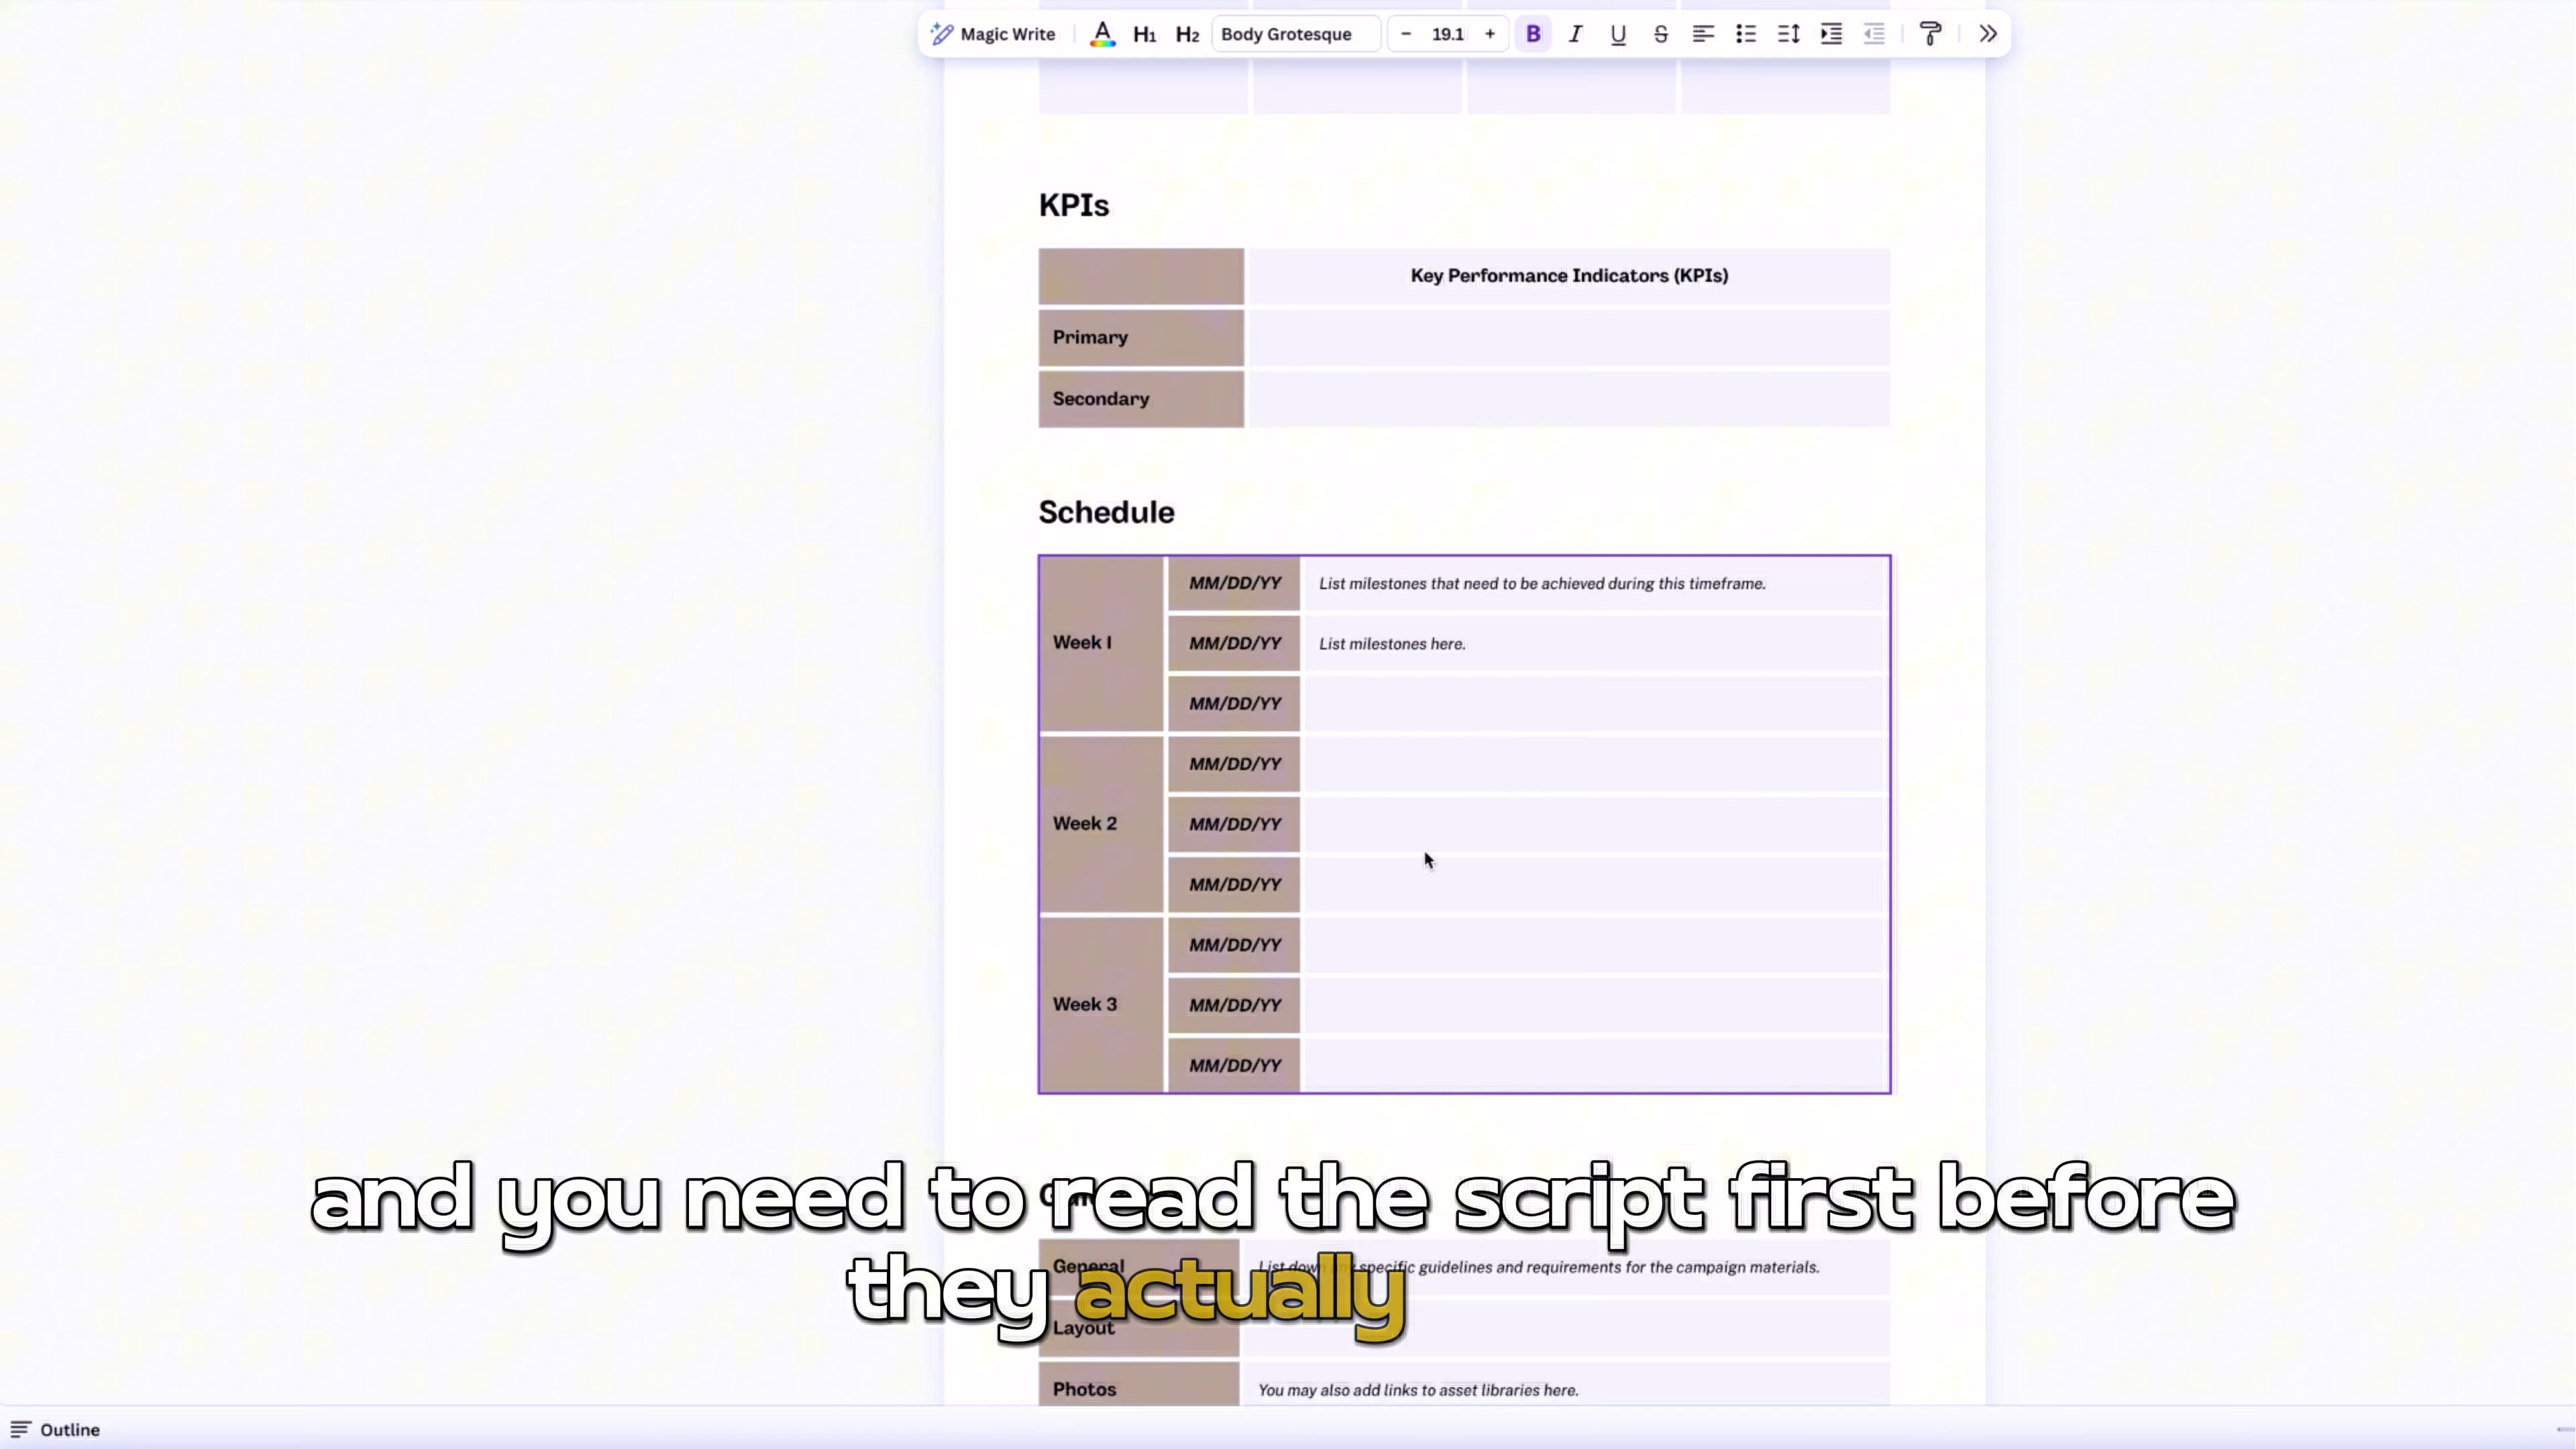 Magic Write
A
H1
H2
Body Grotesque
– 19.1 +
B
I
U
S
KPIs
Key Performance Indicators (KPIs)
Primary
Secondary
Schedule
Week 1
MM/DD/YY
List milestones that need to be achieved during this timeframe.
MM/DD/YY
List milestones here.
MM/DD/YY
Week 2
MM/DD/YY
MM/DD/YY
MM/DD/YY
Week 3
MM/DD/YY
MM/DD/YY
MM/DD/YY
and you need to read the script first before
they actually
General
List down any specific guidelines and requirements for the campaign materials.
Layout
Photos
You may also add links to asset libraries here.
Outline